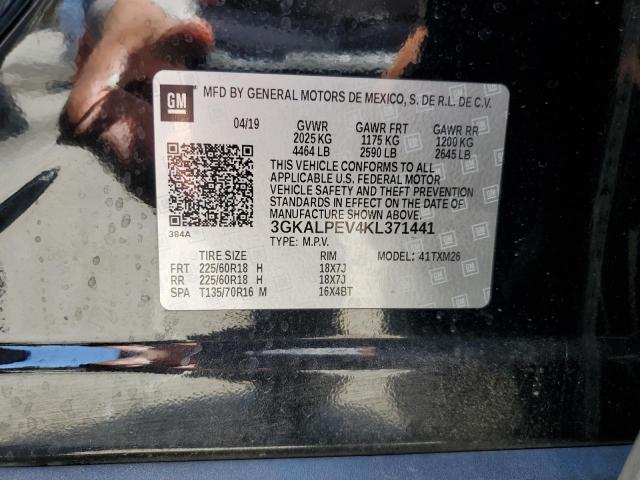 GM
MFD BY GENERAL MOTORS DE MEXICO, S. DE R.L. DE C.V.
04/19 GVWR GAWR FRT GAWR RR
2025 KG 1175 KG 1200 KG
4464 LB 2590 LB 2645 LB
THIS VEHICLE CONFORMS TO ALL
APPLICABLE U.S. FEDERAL MOTOR
VEHICLE SAFETY AND THEFT PREVENTION
STANDARDS IN EFFECT ON THE DATE OF
MANUFACTURE SHOWN ABOVE.
384A 3GKALPEV4KL371441
TYPE: M.P.V. MODEL: 41TXM26
TIRE SIZE RIM
FRT 225/60R18 H 18X7J
RR 225/60R18 H 18X7J
SPA T135/70R16 M 16X4BT